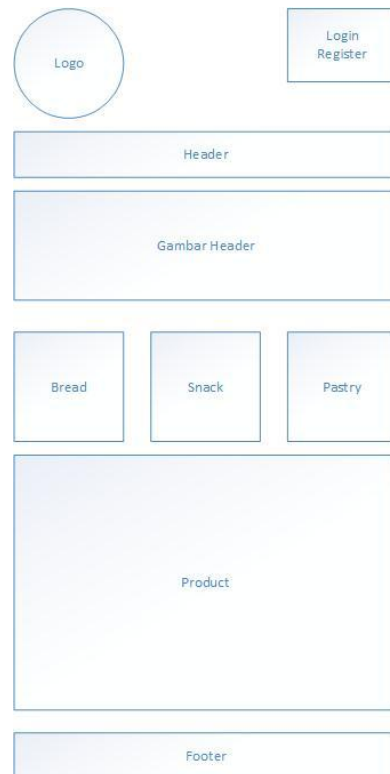 Logo
Login
Register
Header
Gambar Header
Bread
Snack
Pastry
Product
Footer